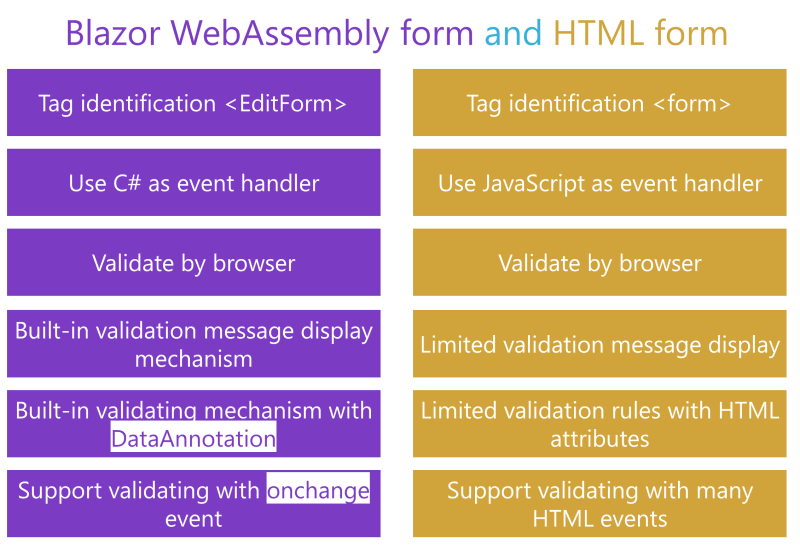 Blazor WebAssembly form and HTML form
Tag identification <EditForm>
Tag identification <form>
Use C# as event handler
Use JavaScript as event handler
Validate by browser
Validate by browser
Built-in validation message display
mechanism
Limited validation message display
Built-in validating mechanism with
DataAnnotation
Limited validation rules with HTML
attributes
Support validating with onchange
event
Support validating with many
HTML events